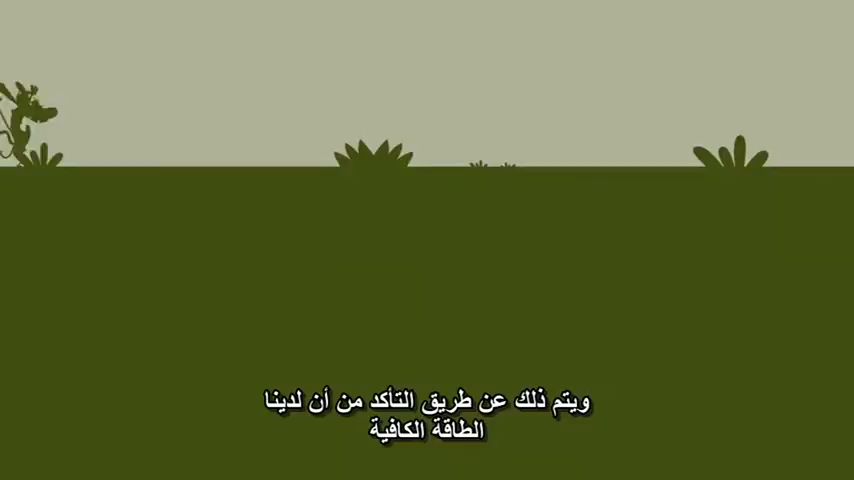 ويتم ذلك عن طريق التأكد من أن لدينا
الطاقة الكافية